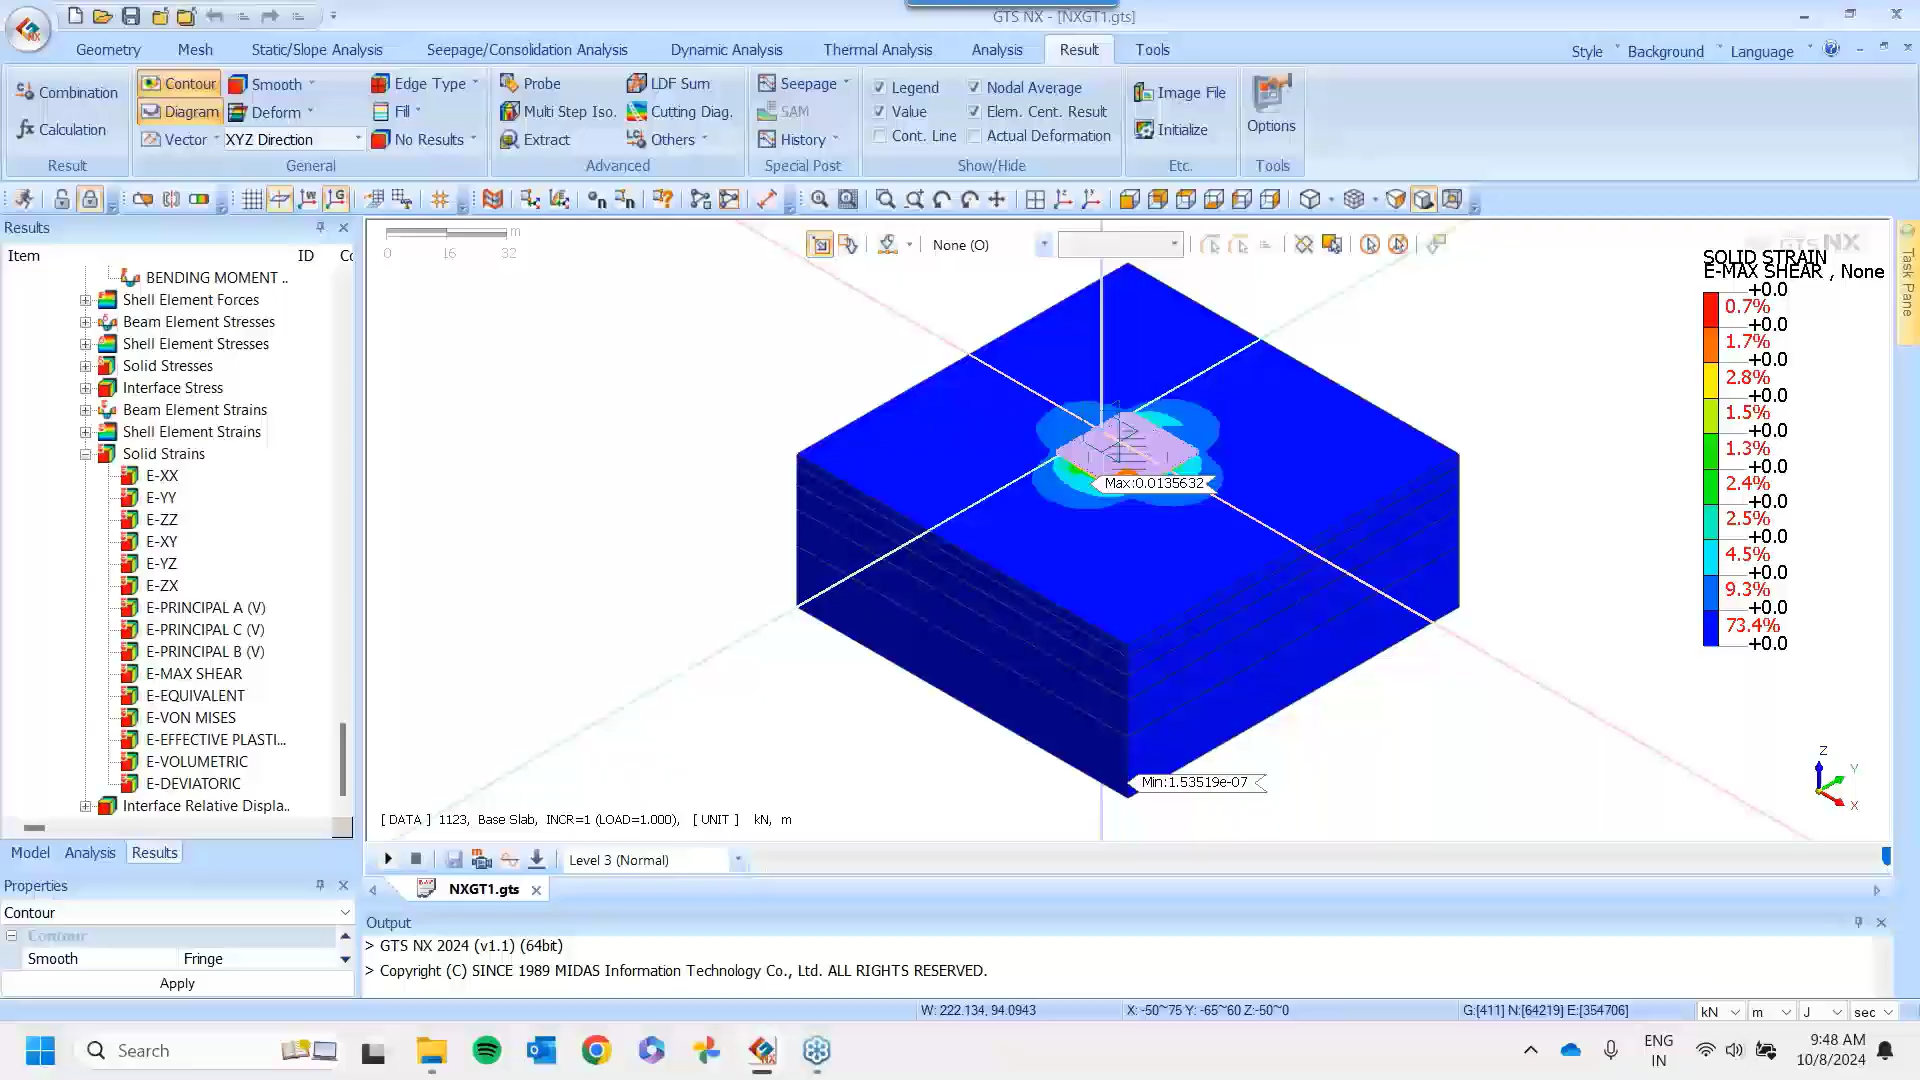 GTS NX - [NXGT1.gts]
Geometry Mesh Static/Slope Analysis Seepage/Consolidation Analysis Dynamic Analysis Thermal Analysis Analysis Result Tools
Style Background Language
Combination
Calculation
Result
Contour Smooth Edge Type
Diagram Deform Fill
Vector XYZ Direction No Results
General
Probe LDF Sum
Multi Step Iso. Cutting Diag.
Extract Others
Advanced
Seepage
SAM
History
Special Post
Legend Nodal Average
Value Elem. Cent. Result
Cont. Line Actual Deformation
Show/Hide
Image File
Initialize
Etc.
Options
Tools
Results
Item ID Co
BENDING MOMENT ..
Shell Element Forces
Beam Element Stresses
Shell Element Stresses
Solid Stresses
Interface Stress
Beam Element Strains
Shell Element Strains
Solid Strains
E-XX
E-YY
E-ZZ
E-XY
E-YZ
E-ZX
E-PRINCIPAL A (V)
E-PRINCIPAL C (V)
E-PRINCIPAL B (V)
E-MAX SHEAR
E-EQUIVALENT
E-VON MISES
E-EFFECTIVE PLASTI...
E-VOLUMETRIC
E-DEVIATORIC
Interface Relative Displa..
Model Analysis Results
Properties
Contour
Contour
Smooth Fringe
Apply
m
0 16 32
None (O)
GTS NX
Task Pane
SOLID STRAIN
E-MAX SHEAR , None
+0.0
0.7%
+0.0
1.7%
+0.0
2.8%
+0.0
1.5%
+0.0
1.3%
+0.0
2.4%
+0.0
2.5%
+0.0
4.5%
+0.0
9.3%
+0.0
73.4%
+0.0
Max:0.0135632
Min:1.53519e-07
Z
Y
X
[ DATA ] 1123, Base Slab, INCR=1 (LOAD=1.000), [ UNIT ] kN, m
Level 3 (Normal)
NXGT1.gts
Output
> GTS NX 2024 (v1.1) (64bit)
> Copyright (C) SINCE 1989 MIDAS Information Technology Co., Ltd. ALL RIGHTS RESERVED.
W: 222.134, 94.0943 X: -50~75 Y: -65~60 Z:-50~0 G:[411] N:[64219] E:[354706] kN m J sec
Search
ENG
IN
9:48 AM
10/8/2024